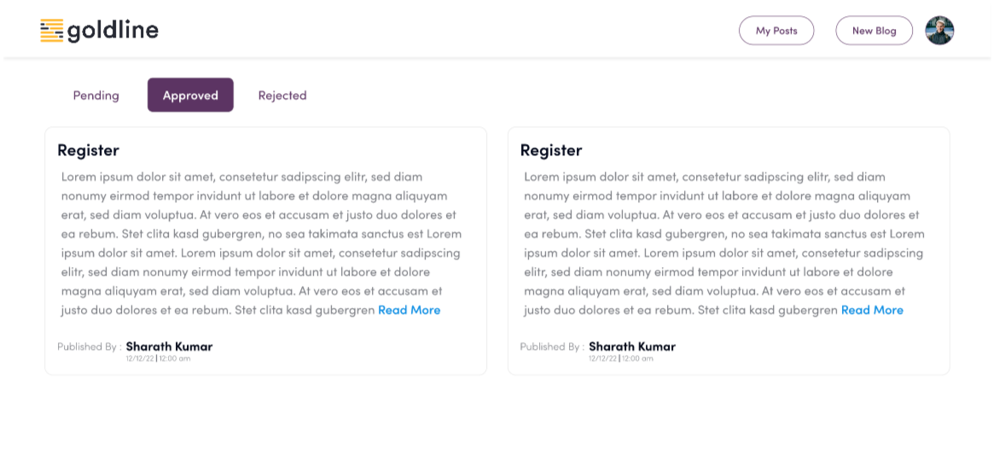 goldline
My Posts
New Blog
Pending
Approved
Rejected
Register
Lorem ipsum dolor sit amet, consetetur sadipscing elitr, sed diam
nonumy eirmod tempor invidunt ut labore et dolore magna aliquyam
erat, sed diam voluptua. At vero eos et accusam et justo duo dolores et
ea rebum. Stet clita kasd gubergren, no sea takimata sanctus est Lorem
ipsum dolor sit amet. Lorem ipsum dolor sit amet, consetetur sadipscing
elitr, sed diam nonumy eirmod tempor invidunt ut labore et dolore
magna aliquyam erat, sed diam voluptua. At vero eos et accusam et
justo duo dolores et ea rebum. Stet clita kasd gubergren Read More
Published By : Sharath Kumar
12/12/22 | 12:00 am
Register
Lorem ipsum dolor sit amet, consetetur sadipscing elitr, sed diam
nonumy eirmod tempor invidunt ut labore et dolore magna aliquyam
erat, sed diam voluptua. At vero eos et accusam et justo duo dolores et
ea rebum. Stet clita kasd gubergren, no sea takimata sanctus est Lorem
ipsum dolor sit amet. Lorem ipsum dolor sit amet, consetetur sadipscing
elitr, sed diam nonumy eirmod tempor invidunt ut labore et dolore
magna aliquyam erat, sed diam voluptua. At vero eos et accusam et
justo duo dolores et ea rebum. Stet clita kasd gubergren Read More
Published By : Sharath Kumar
12/12/22 | 12:00 am